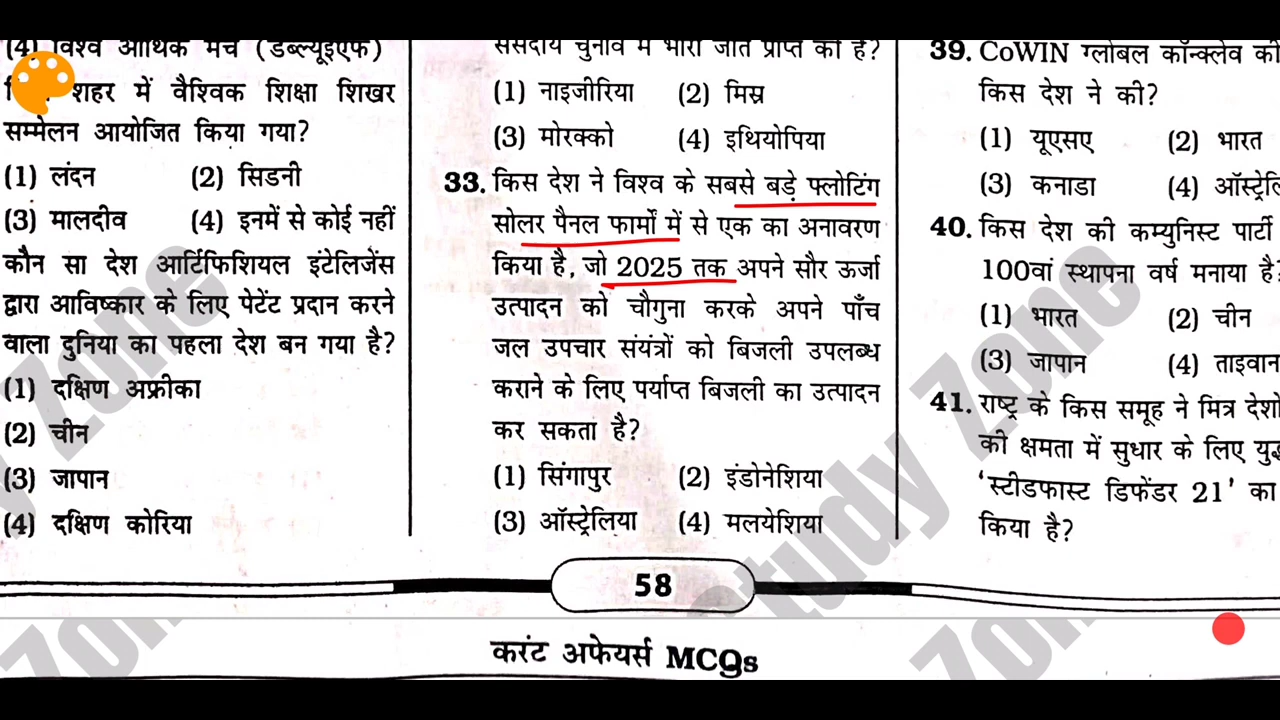 (4) विश्व आर्थिक मंच (डब्ल्यूईएफ)
शहर में वैश्विक शिक्षा शिखर
सम्मेलन आयोजित किया गया?
(1) लंदन (2) सिडनी
(3) मालदीव (4) इनमें से कोई नहीं
कौन सा देश आर्टिफिशियल इंटेलिजेंस
द्वारा आविष्कार के लिए पेटेंट प्रदान करने
वाला दुनिया का पहला देश बन गया है?
(1) दक्षिण अफ्रीका
(2) चीन
(3) जापान
(4) दक्षिण कोरिया
संसदीय चुनाव में भारी जीत प्राप्त की है?
(1) नाइजीरिया (2) मिस्र
(3) मोरक्को (4) इथियोपिया
33. किस देश ने विश्व के सबसे बड़े फ्लोटिंग
सोलर पैनल फार्मों में से एक का अनावरण
किया है, जो 2025 तक अपने सौर ऊर्जा
उत्पादन को चौगुना करके अपने पाँच
जल उपचार संयंत्रों को बिजली उपलब्ध
कराने के लिए पर्याप्त बिजली का उत्पादन
कर सकता है?
(1) सिंगापुर (2) इंडोनेशिया
(3) ऑस्ट्रेलिया (4) मलयेशिया
39. CoWIN ग्लोबल कॉन्क्लेव की
किस देश ने की?
(1) यूएसए (2) भारत
(3) कनाडा (4)
40. किस देश की कम्युनिस्ट पार्टी
100वां स्थापना वर्ष मनाया है?
(1) भारत (2) चीन
(3) जापान (4) ताइवान
41. राष्ट्र के किस समूह ने मित्र देशों
की क्षमता में सुधार के लिए
‘स्टीडफास्ट डिफेंडर 21’ का
किया है?
58
करंट अफेयर्स MCQs
Study Zone